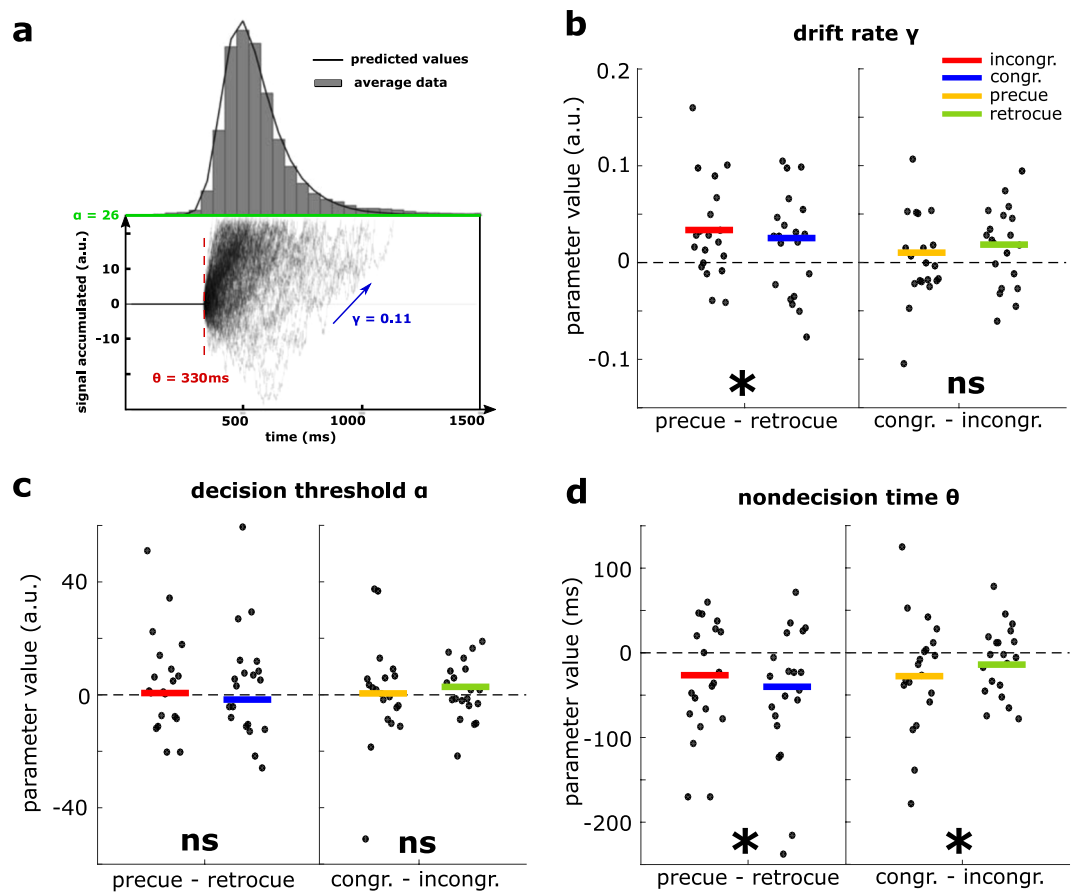 a
predicted values
average data
α = 26
signal accumulated (a.u.)
10
0
-10
θ = 330ms
γ = 0.11
500
1000
1500
time (ms)
b
drift rate γ
incongr.
congr.
precue
retrocue
parameter value (a.u.)
0.2
0.1
0
-0.1
*
ns
precue - retrocue
congr. - incongr.
c
decision threshold α
parameter value (a.u.)
40
0
-40
ns
ns
precue - retrocue
congr. - incongr.
d
nondecision time θ
parameter value (ms)
100
0
-100
-200
*
*
precue - retrocue
congr. - incongr.